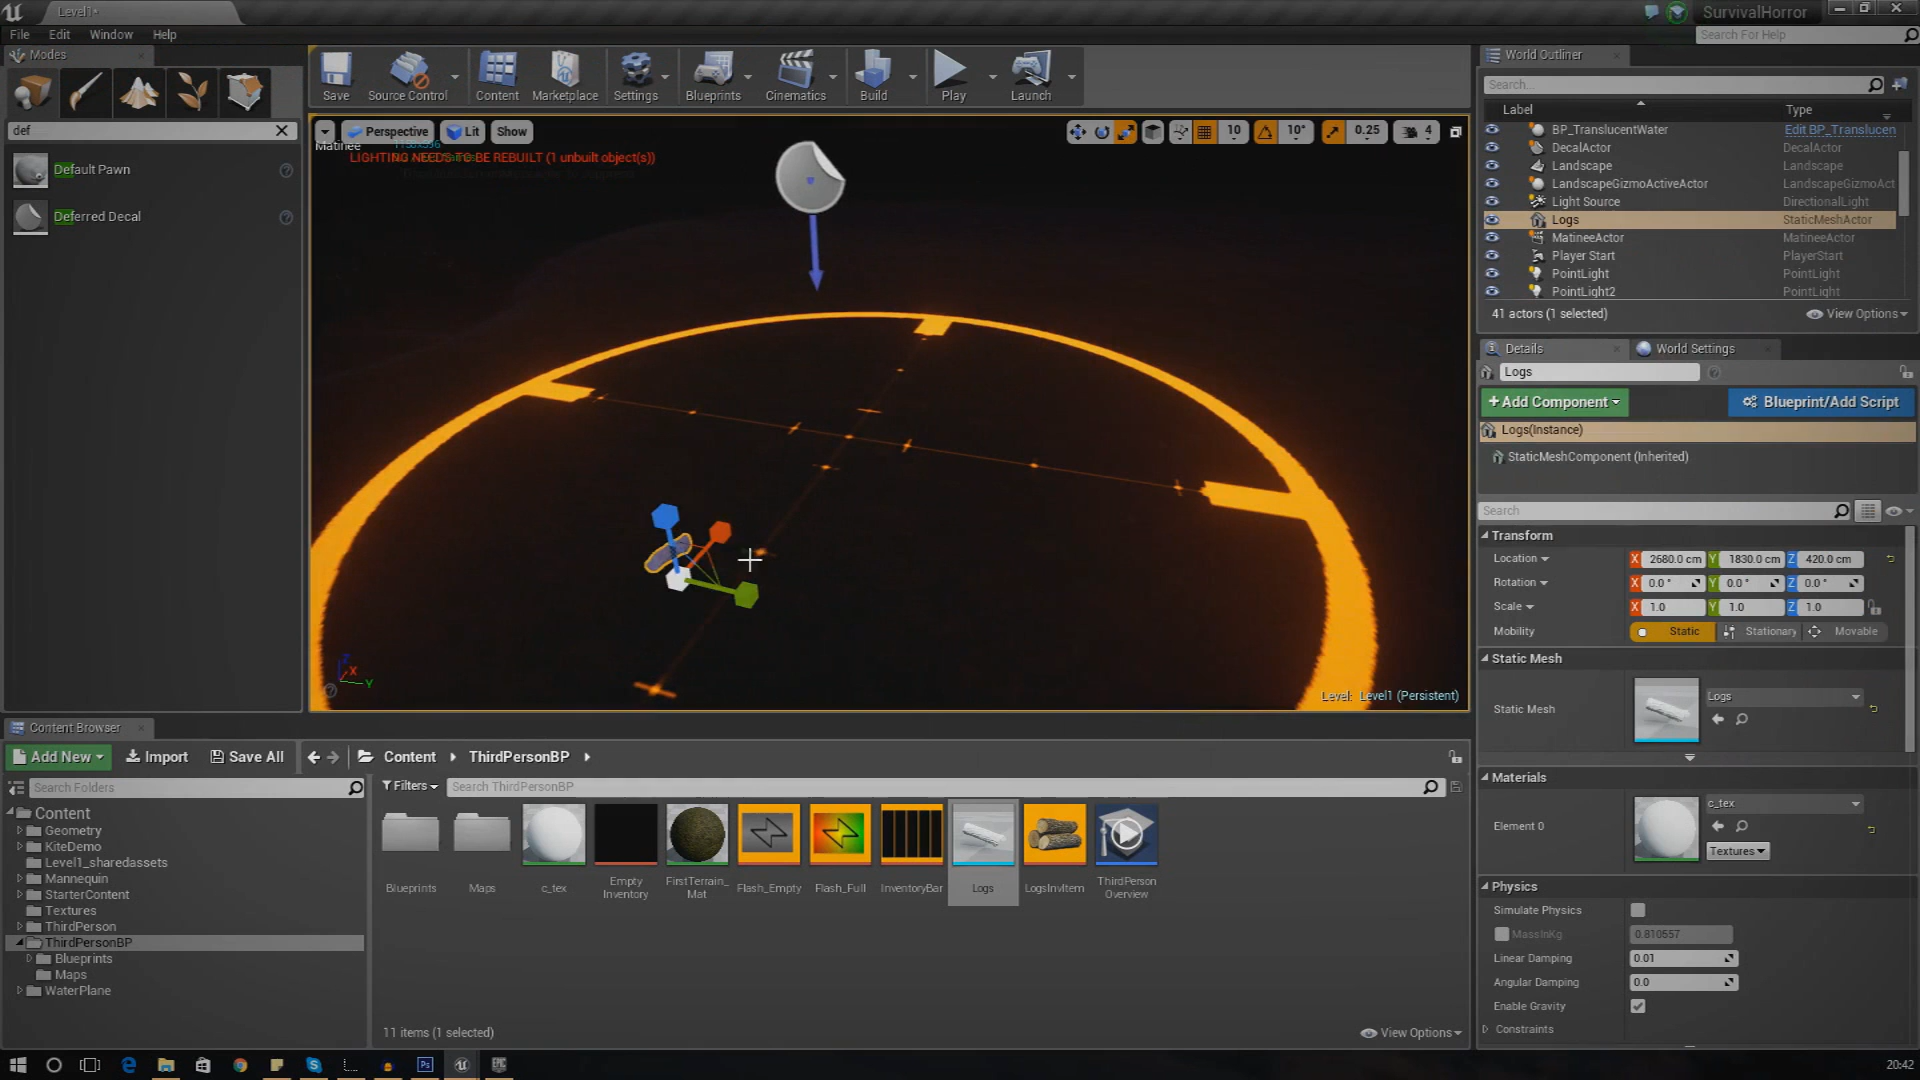 Level1*
SurvivalHorror
File Edit Window Help
Search For Help
Modes
def
Default Pawn
Deferred Decal
Save
Source Control
Content
Marketplace
Settings
Blueprints
Cinematics
Build
Play
Launch
Perspective
Lit
Show
10
10°
0.25
4
Matinee
LIGHTING NEEDS TO BE REBUILT (1 unbuilt object(s))
Level: Level1 (Persistent)
World Outliner
Search...
Label Type
BP_TranslucentWater Edit BP_Translucen
DecalActor DecalActor
Landscape Landscape
LandscapeGizmoActiveActor LandscapeGizmoAct
Light Source DirectionalLight
Logs StaticMeshActor
MatineeActor MatineeActor
Player Start PlayerStart
PointLight PointLight
PointLight2 PointLight
41 actors (1 selected)
View Options
Details
World Settings
Logs
+Add Component
Blueprint/Add Script
Logs(Instance)
StaticMeshComponent (Inherited)
Search
Transform
Location X 2680.0 cm Y 1830.0 cm Z 420.0 cm
Rotation X 0.0 ° Y 0.0 ° Z 0.0 °
Scale X 1.0 Y 1.0 Z 1.0
Mobility Static Stationary Movable
Static Mesh
Static Mesh Logs
Materials
Element 0 c_tex
Textures
Physics
Simulate Physics
MassInKg 0.810557
Linear Damping 0.01
Angular Damping 0.0
Enable Gravity
Constraints
Content Browser
Add New
Import
Save All
Content
ThirdPersonBP
Search Folders
Filters
Search ThirdPersonBP
Content
Geometry
KiteDemo
Level1_sharedassets
Mannequin
StarterContent
Textures
ThirdPerson
ThirdPersonBP
Blueprints
Maps
WaterPlane
Blueprints
Maps
c_tex
Empty
Inventory
FirstTerrain_
Mat
Flash_Empty
Flash_Full
InventoryBar
Logs
LogsInvItem
ThirdPerson
Overview
11 items (1 selected)
View Options
Ps
EPIC
20:42